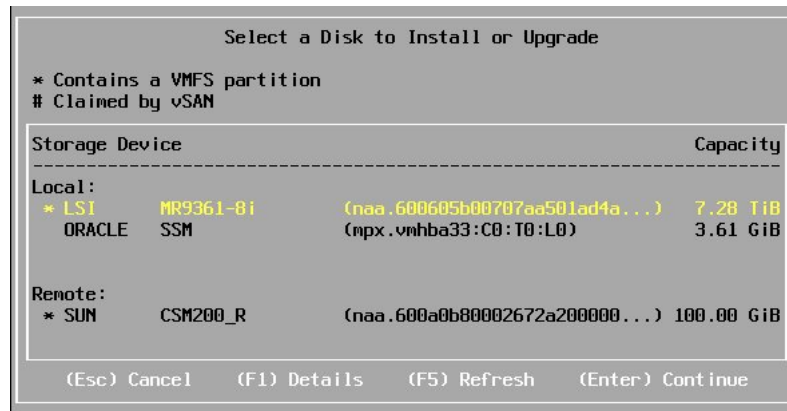 Select a Disk to Install or Upgrade
* Contains a VMFS partition
# Claimed by vSAN
Storage Device Capacity
--------------------------------------------------------------------------------
Local:
* LSI MR9361-8i (naa.600605b00707aa501ad4a...) 7.28 TiB
ORACLE SSM (mpx.vmhba33:C0:T0:L0) 3.61 GiB
Remote:
* SUN CSM200_R (naa.600a0b80002672a200000...) 100.00 GiB
(Esc) Cancel (F1) Details (F5) Refresh (Enter) Continue